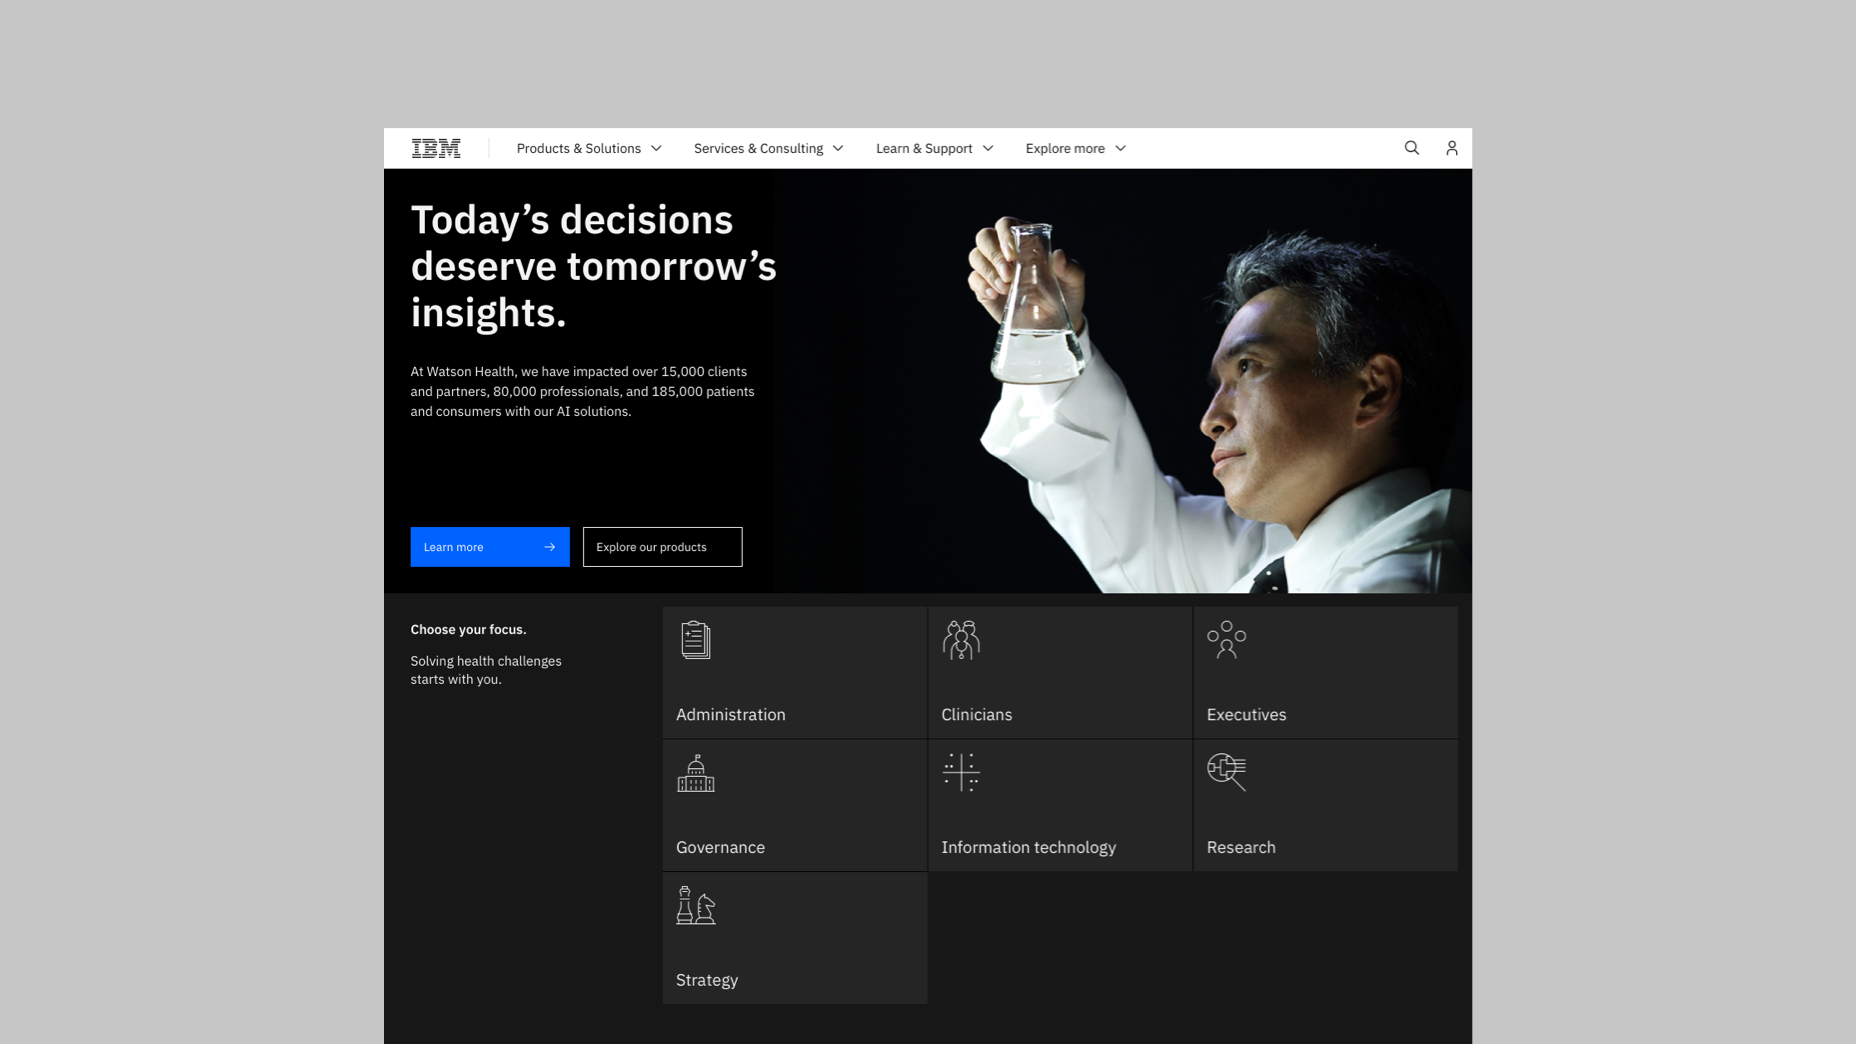 IBM
Products & Solutions
Services & Consulting
Learn & Support
Explore more
Today’s decisions
deserve tomorrow’s
insights.
At Watson Health, we have impacted over 15,000 clients
and partners, 80,000 professionals, and 185,000 patients
and consumers with our AI solutions.
Learn more
Explore our products
Choose your focus.
Solving health challenges
starts with you.
Administration
Clinicians
Executives
Governance
Information technology
Research
Strategy